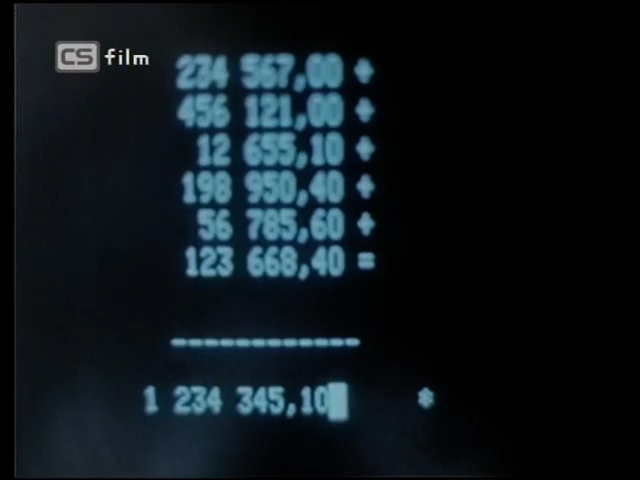 CS film
234 567,00 +
456 121,00 +
12 655,10 +
198 950,40 +
56 785,60 +
123 668,40 =
------------
1 234 345,10 *